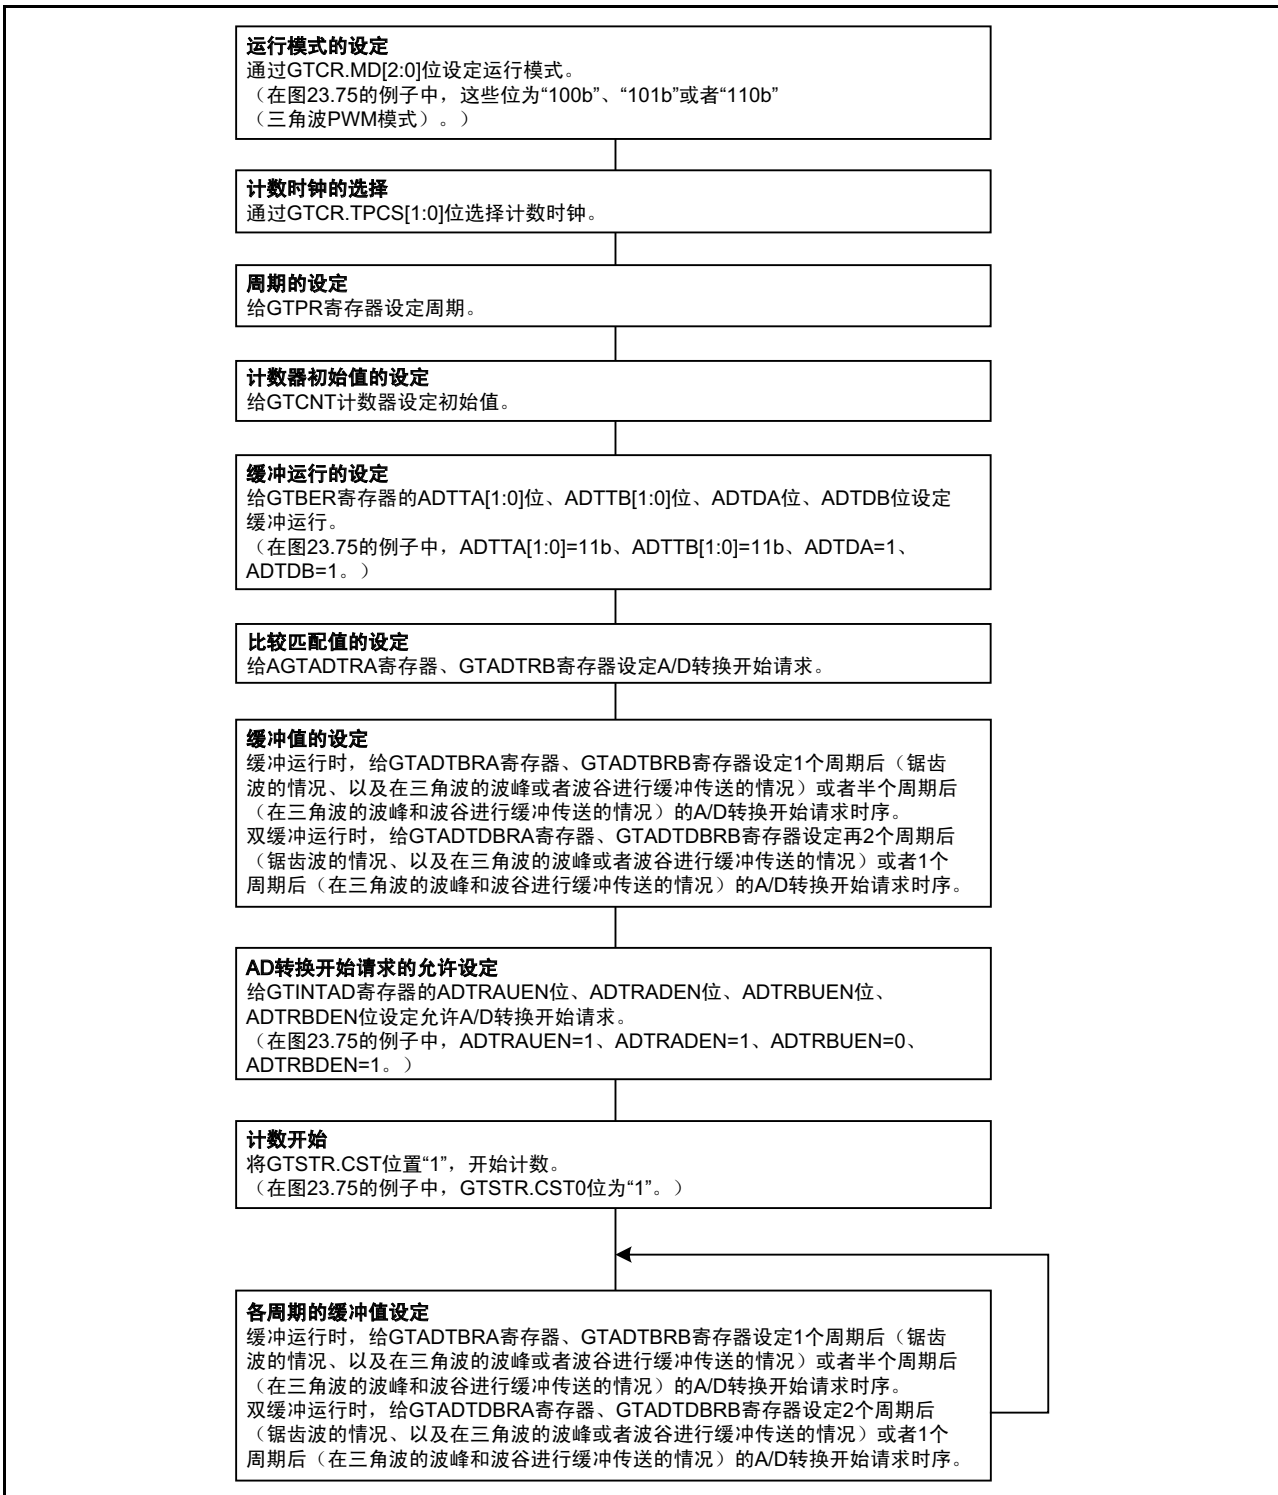 运行模式的设定
通过GTCR.MD[2:0]位设定运行模式。
（在图23.75的例子中，这些位为“100b”、“101b”或者“110b”
（三角波PWM模式）。）
计数时钟的选择
通过GTCR.TPCS[1:0]位选择计数时钟。
周期的设定
给GTPR寄存器设定周期。
计数器初始值的设定
给GTCNT计数器设定初始值。
缓冲运行的设定
给GTBER寄存器的ADTTA[1:0]位、ADTTB[1:0]位、ADTDA位、ADTDB位设定
缓冲运行。
（在图23.75的例子中，ADTTA[1:0]=11b、ADTTB[1:0]=11b、ADTDA=1、
ADTDB=1。）
比较匹配值的设定
给AGTADTRA寄存器、GTADTRB寄存器设定A/D转换开始请求。
缓冲值的设定
缓冲运行时，给GTADTBRA寄存器、GTADTBRB寄存器设定1个周期后（锯齿
波的情况、以及在三角波的波峰或者波谷进行缓冲传送的情况）或者半个周期后
（在三角波的波峰和波谷进行缓冲传送的情况）的A/D转换开始请求时序。
双缓冲运行时，给GTADTDBRA寄存器、GTADTDBRB寄存器设定再2个周期后
（锯齿波的情况、以及在三角波的波峰或者波谷进行缓冲传送的情况）或者1个
周期后（在三角波的波峰和波谷进行缓冲传送的情况）的A/D转换开始请求时序。
AD转换开始请求的允许设定
给GTINTAD寄存器的ADTRAUEN位、ADTRADEN位、ADTRBUEN位、
ADTRBDEN位设定允许A/D转换开始请求。
（在图23.75的例子中，ADTRAUEN=1、ADTRADEN=1、ADTRBUEN=0、
ADTRBDEN=1。）
计数开始
将GTSTR.CST位置“1”，开始计数。
（在图23.75的例子中，GTSTR.CST0位为“1”。）
各周期的缓冲值设定
缓冲运行时，给GTADTBRA寄存器、GTADTBRB寄存器设定1个周期后（锯齿
波的情况、以及在三角波的波峰或者波谷进行缓冲传送的情况）或者半个周期后
（在三角波的波峰和波谷进行缓冲传送的情况）的A/D转换开始请求时序。
双缓冲运行时，给GTADTDBRA寄存器、GTADTDBRB寄存器设定2个周期后
（锯齿波的情况、以及在三角波的波峰或者波谷进行缓冲传送的情况）或者1个
周期后（在三角波的波峰和波谷进行缓冲传送的情况）的A/D转换开始请求时序。